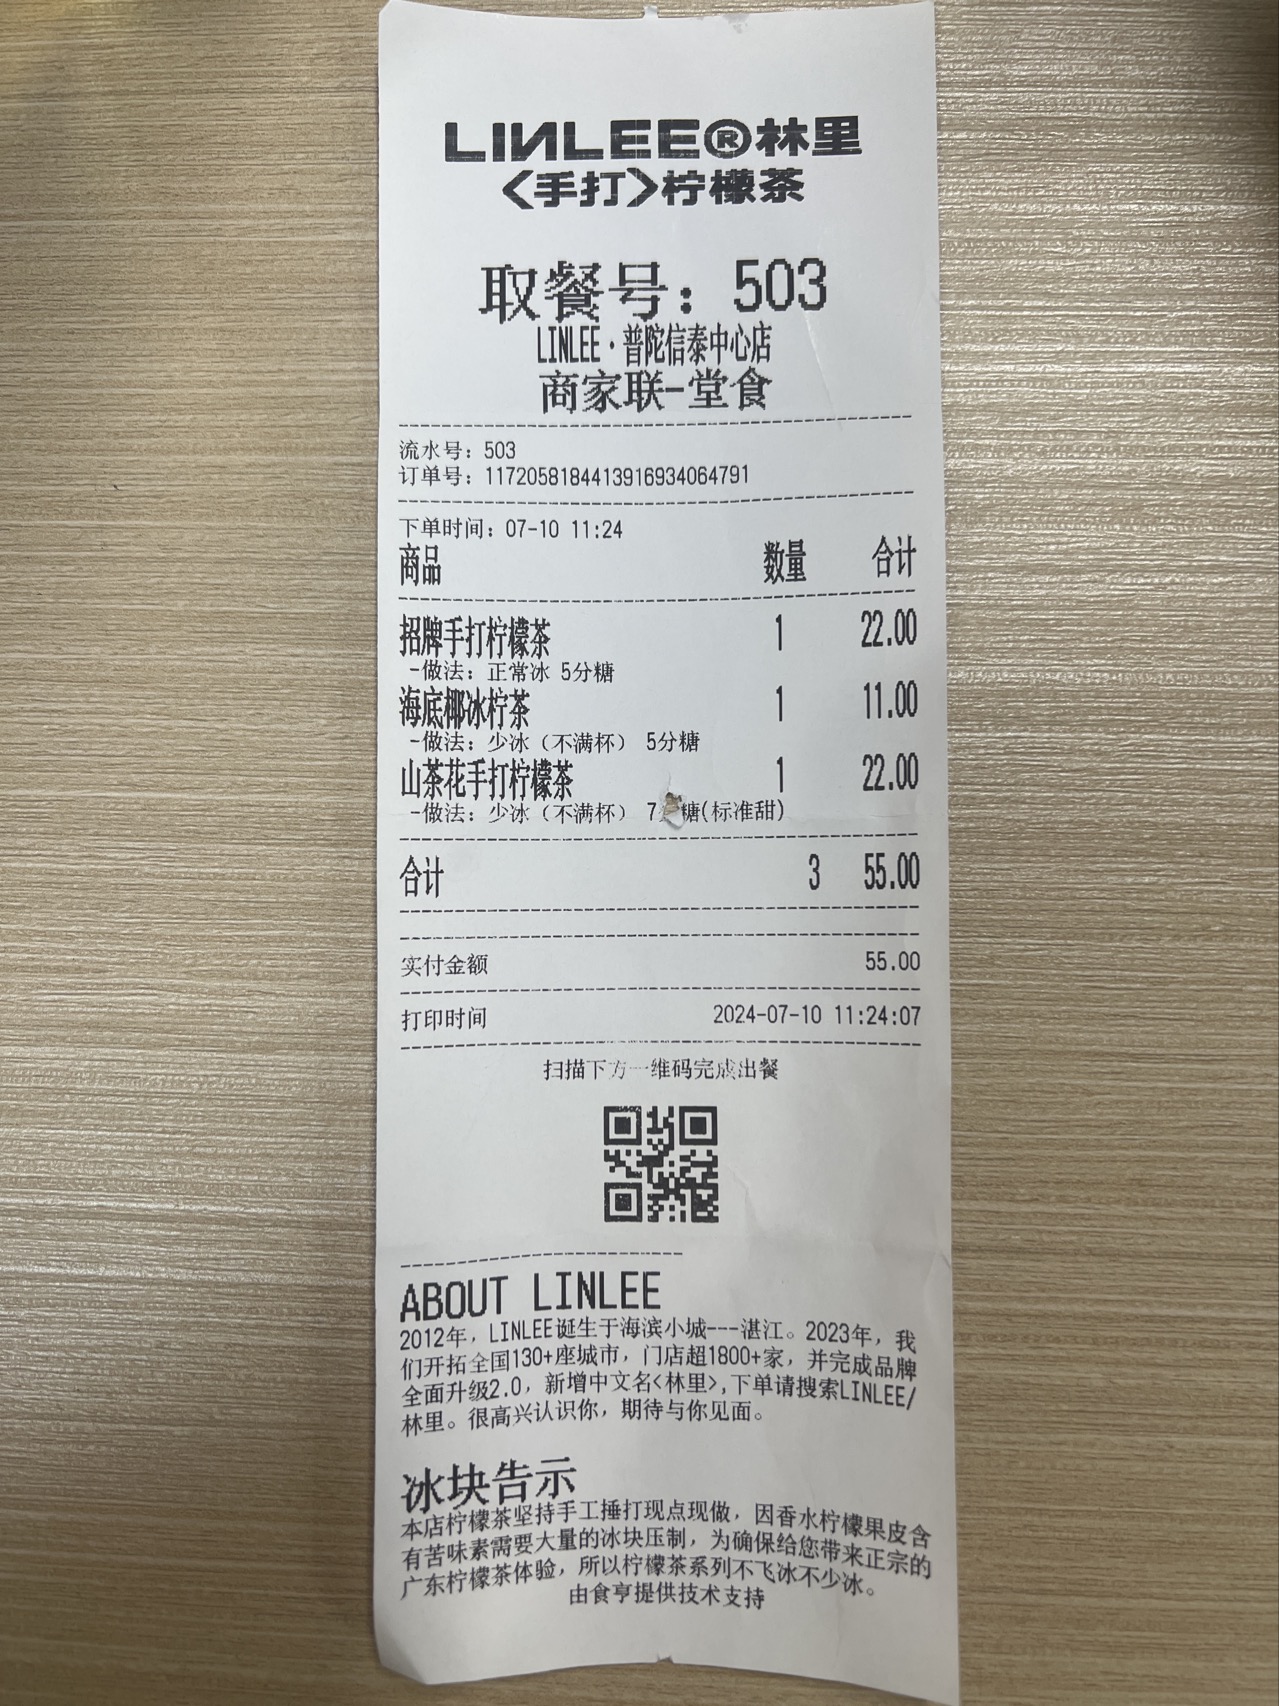 LINLEE®林里
<手打>柠檬茶
取餐号：503
LINLEE·普陀信泰中心店
商家联-堂食
流水号：503
订单号：1172058184413916934064791
下单时间：07-10 11:24
商品 数量 合计
招牌手打柠檬茶 1 22.00
-做法：正常冰 5分糖
海底椰冰柠茶 1 11.00
-做法：少冰（不满杯） 5分糖
山茶花手打柠檬茶 1 22.00
-做法：少冰（不满杯） 7 糖(标准甜)
合计 3 55.00
实付金额 55.00
打印时间 2024-07-10 11:24:07
扫描下方一维码完成出餐
ABOUT LINLEE
2012年，LINLEE诞生于海滨小城---湛江。2023年，我
们开拓全国130+座城市，门店超1800+家，并完成品牌
全面升级2.0，新增中文名<林里>,下单请搜索LINLEE/
林里。很高兴认识你，期待与你见面。
冰块告示
本店柠檬茶坚持手工捶打现点现做，因香水柠檬果皮含
有苦味素需要大量的冰块压制，为确保给您带来正宗的
广东柠檬茶体验，所以柠檬茶系列不飞冰不少冰。
由食亨提供技术支持